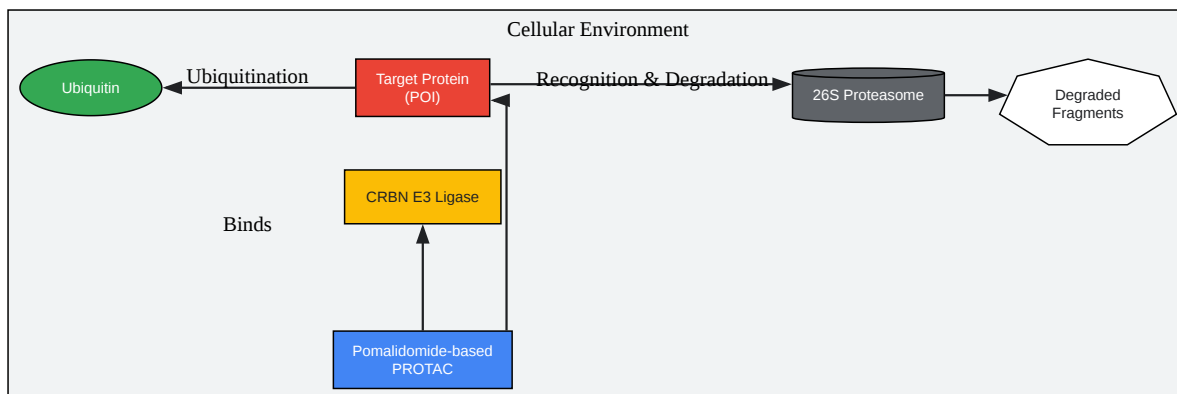 Cellular Environment
Ubiquitin
Ubiquitination
Target Protein
(POI)
Recognition & Degradation
26S Proteasome
Degraded
Fragments
CRBN E3 Ligase
Binds
Pomalidomide-based
PROTAC